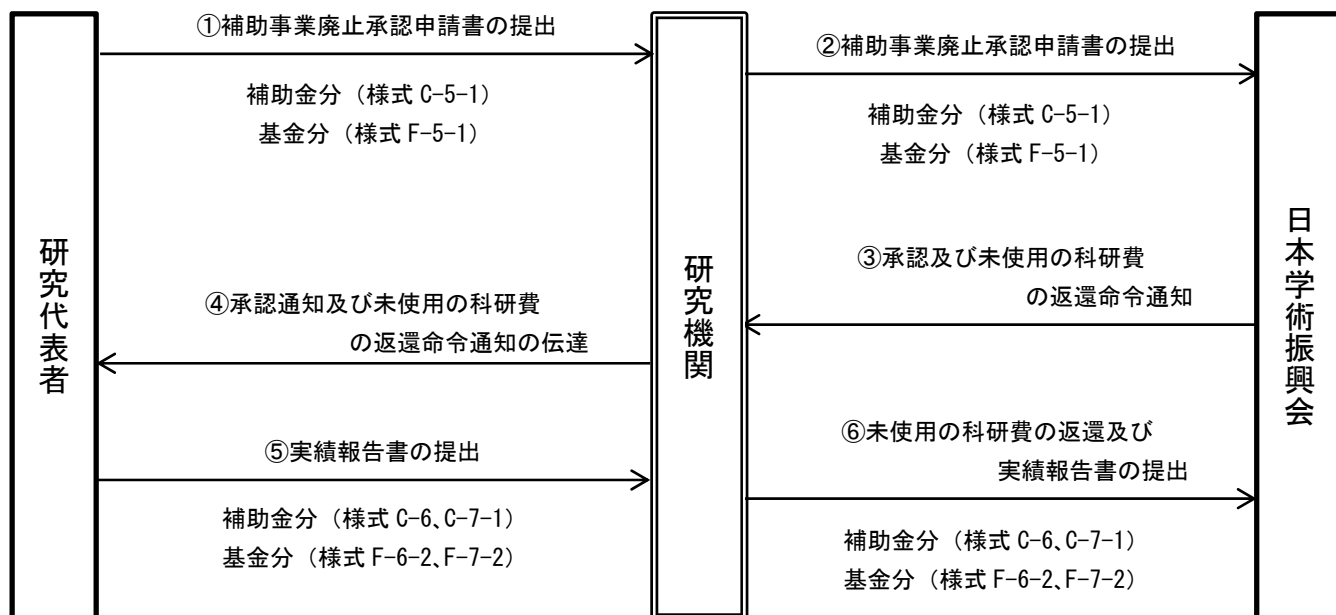 ①補助事業廃止承認申請書の提出
補助金分（様式 C-5-1）
基金分（様式 F-5-1）
②補助事業廃止承認申請書の提出
補助金分（様式 C-5-1）
基金分（様式 F-5-1）
研究代表者
研究機関
日本学術振興会
③承認及び未使用の科研費
の返還命令通知
④承認通知及び未使用の科研費
の返還命令通知の伝達
⑤実績報告書の提出
補助金分（様式 C-6、C-7-1）
基金分（様式 F-6-2、F-7-2）
⑥未使用の科研費の返還及び
実績報告書の提出
補助金分（様式 C-6、C-7-1）
基金分（様式 F-6-2、F-7-2）